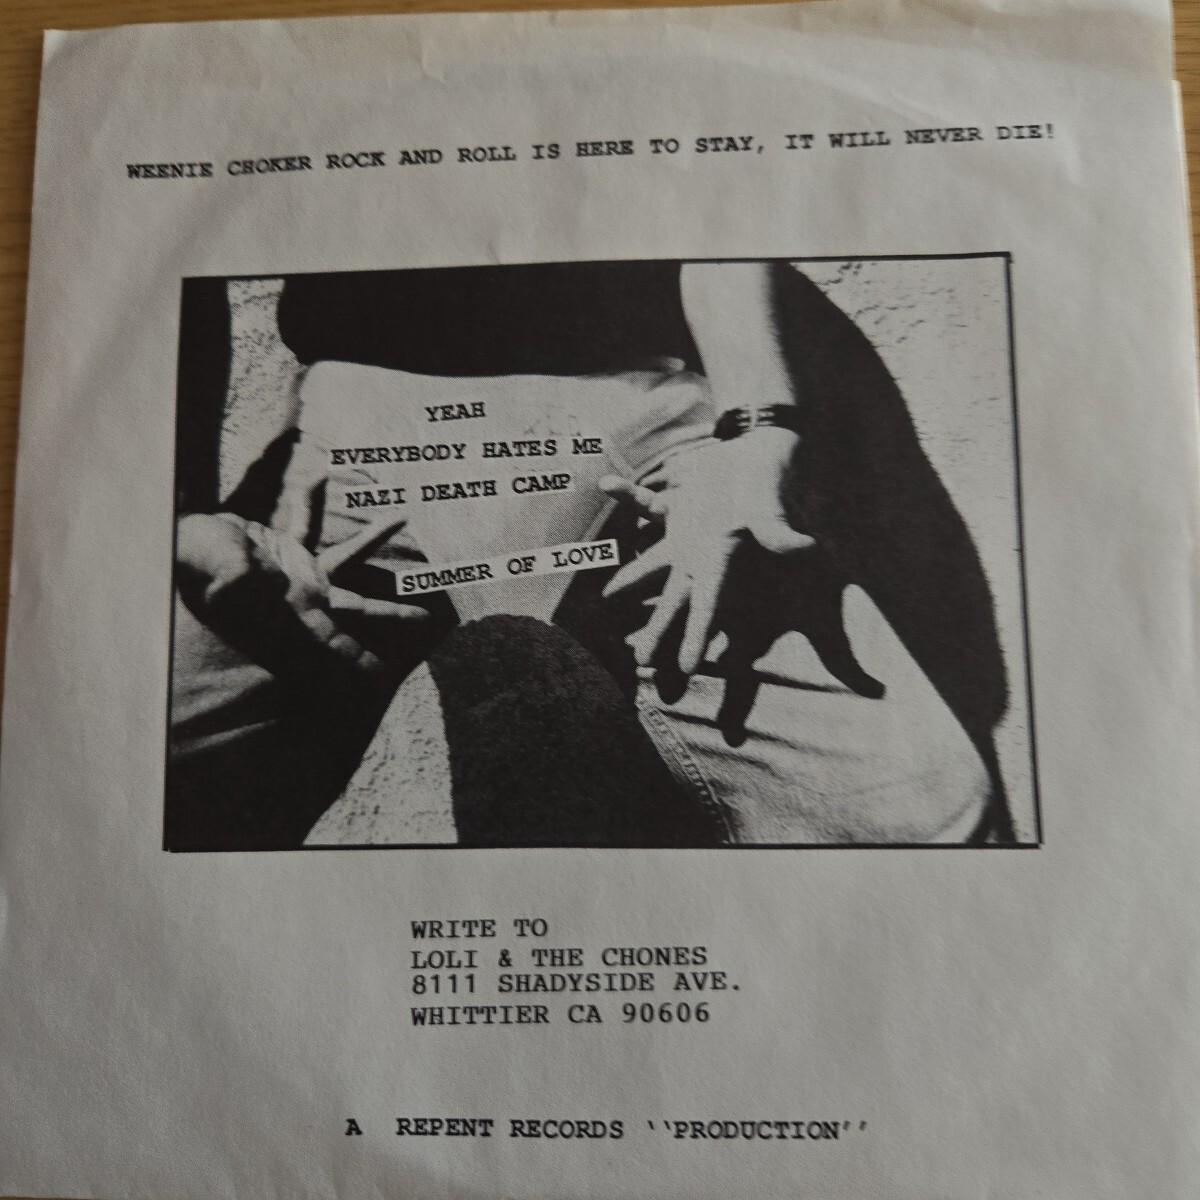 WEENIE CHOKER ROCK AND ROLL IS HERE TO STAY, IT WILL NEVER DIE!
YEAH
EVERYBODY HATES ME
NAZI DEATH CAMP
SUMMER OF LOVE
WRITE TO
LOLI & THE CHONES
8111 SHADYSIDE AVE.
WHITTIER CA 90606
A REPENT RECORDS ‵‵PRODUCTION′′